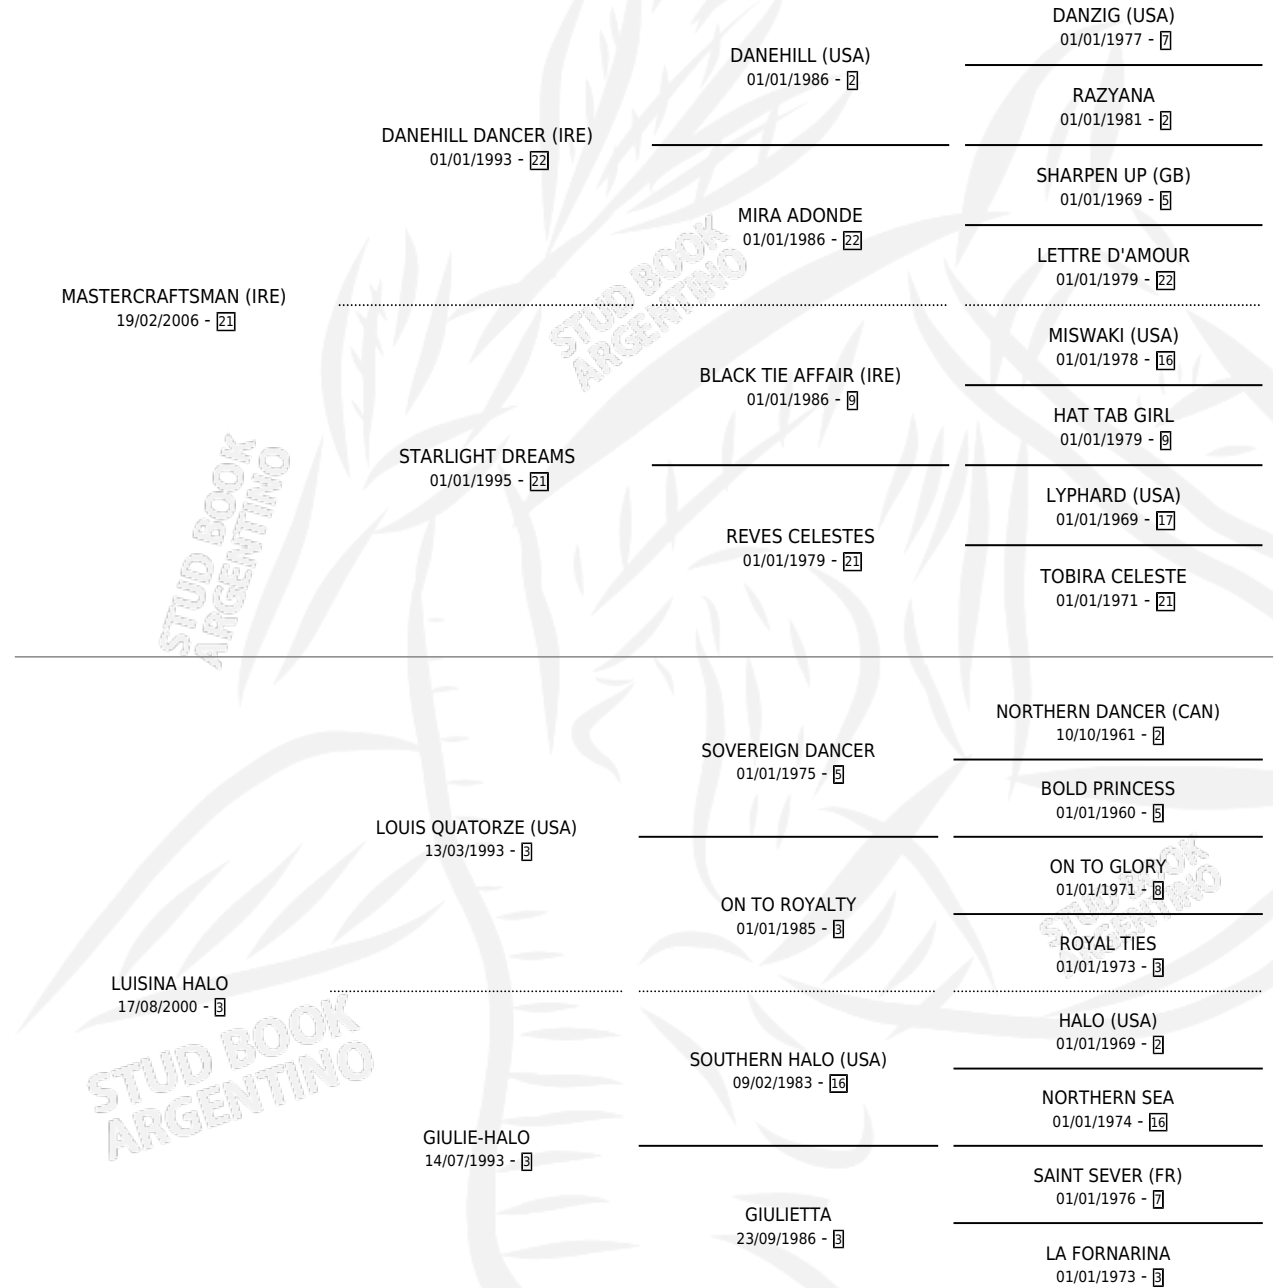 DANZIG (USA)
01/01/1977 - 7
DANEHILL (USA)
01/01/1986 - 2
RAZYANA
01/01/1981 - 2
DANEHILL DANCER (IRE)
01/01/1993 - 22
SHARPEN UP (GB)
01/01/1969 - 5
MIRA ADONDE
01/01/1986 - 22
LETTRE D'AMOUR
01/01/1979 - 22
MASTERCRAFTSMAN (IRE)
19/02/2006 - 21
STUD BOOK
ARGENTINO
MISWAKI (USA)
01/01/1978 - 16
BLACK TIE AFFAIR (IRE)
01/01/1986 - 9
HAT TAB GIRL
01/01/1979 - 9
STARLIGHT DREAMS
01/01/1995 - 21
LYPHARD (USA)
01/01/1969 - 17
REVES CELESTES
01/01/1979 - 21
TOBIRA CELESTE
01/01/1971 - 21
STUD BOOK
ARGENTINO
NORTHERN DANCER (CAN)
10/10/1961 - 2
SOVEREIGN DANCER
01/01/1975 - 5
BOLD PRINCESS
01/01/1960 - 5
LOUIS QUATORZE (USA)
13/03/1993 - 3
ON TO GLORY
01/01/1971 - 8
ON TO ROYALTY
01/01/1985 - 3
ROYAL TIES
01/01/1973 - 3
STUD BOOK
ARGENTINO
LUISINA HALO
17/08/2000 - 3
HALO (USA)
01/01/1969 - 2
SOUTHERN HALO (USA)
09/02/1983 - 16
NORTHERN SEA
01/01/1974 - 16
STUD BOOK
ARGENTINO
GIULIE-HALO
14/07/1993 - 3
SAINT SEVER (FR)
01/01/1976 - 7
GIULIETTA
23/09/1986 - 3
LA FORNARINA
01/01/1973 - 3